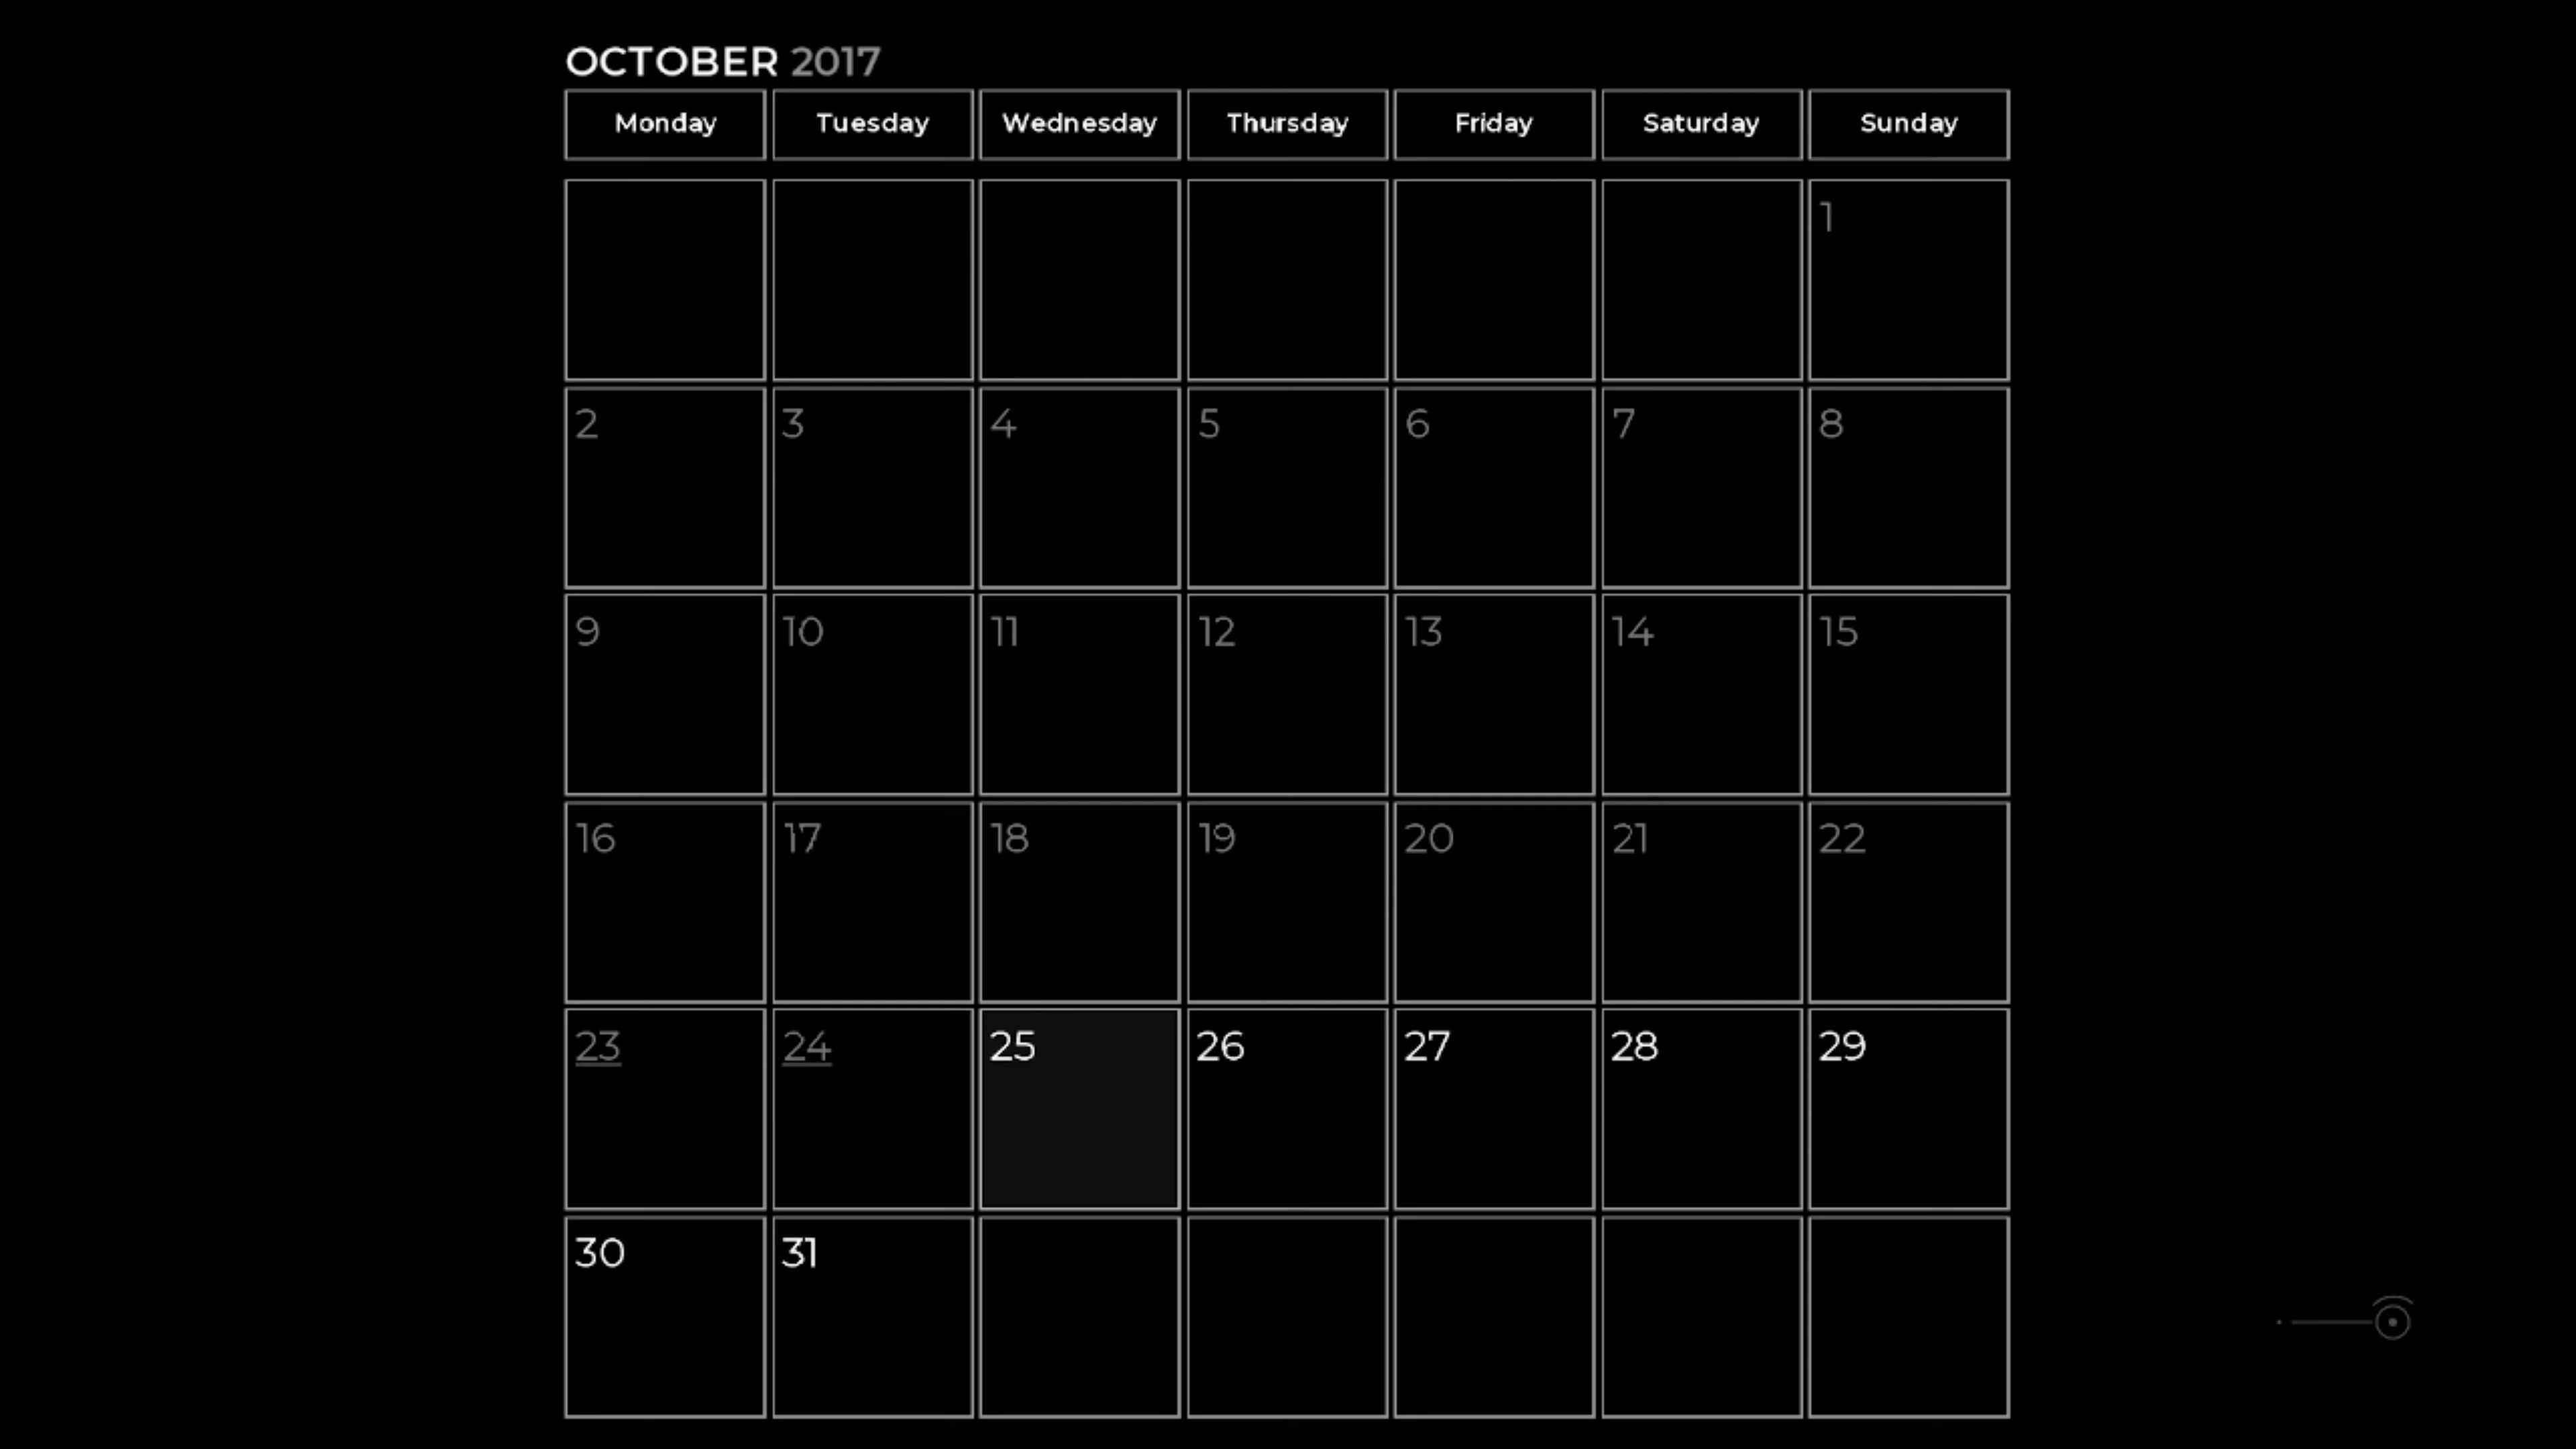 OCTOBER 2017
Monday Tuesday Wednesday Thursday Friday Saturday Sunday
1
2 3 4 5 6 7 8
9 10 11 12 13 14 15
16 17 18 19 20 21 22
23 24 25 26 27 28 29
30 31